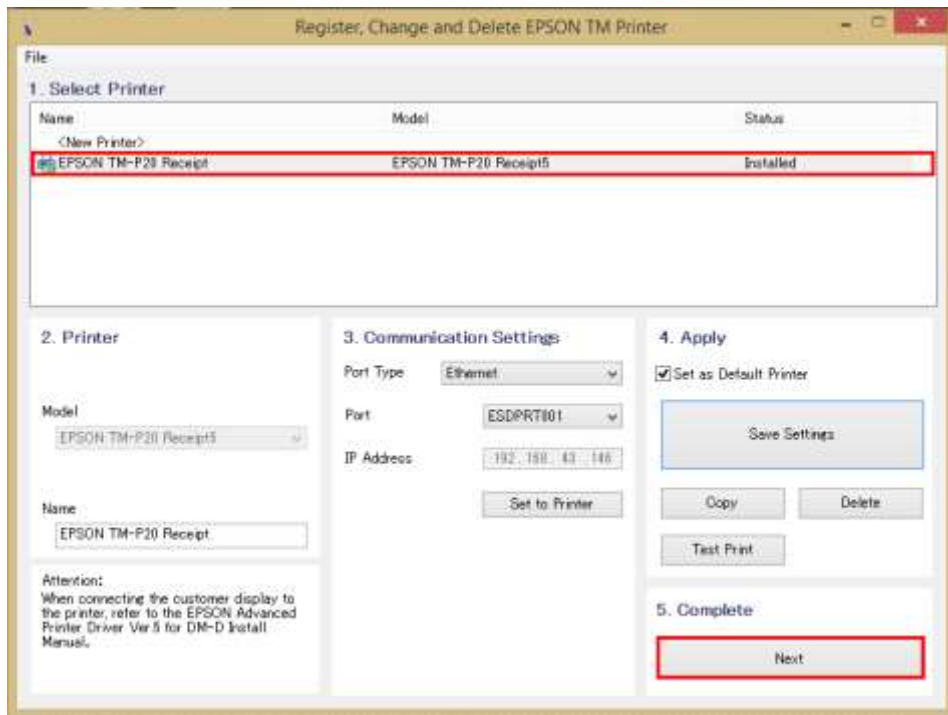 Register, Change and Delete EPSON TM Printer
File
1. Select Printer
Name Model Status
<New Printer>
EPSON TM-P20 Receipt EPSON TM-P20 Receipt5 Installed
2. Printer
Model
EPSON TM-P20 Receipt5
Name
EPSON TM-P20 Receipt
Attention:
When connecting the customer display to
the printer, refer to the EPSON Advanced
Printer Driver Ver.5 for DM-D Install
Manual.
3. Communication Settings
Port Type Ethernet
Port ESDPRT001
IP Address 192 . 168 . 43 . 146
Set to Printer
4. Apply
Set as Default Printer
Save Settings
Copy Delete
Test Print
5. Complete
Next